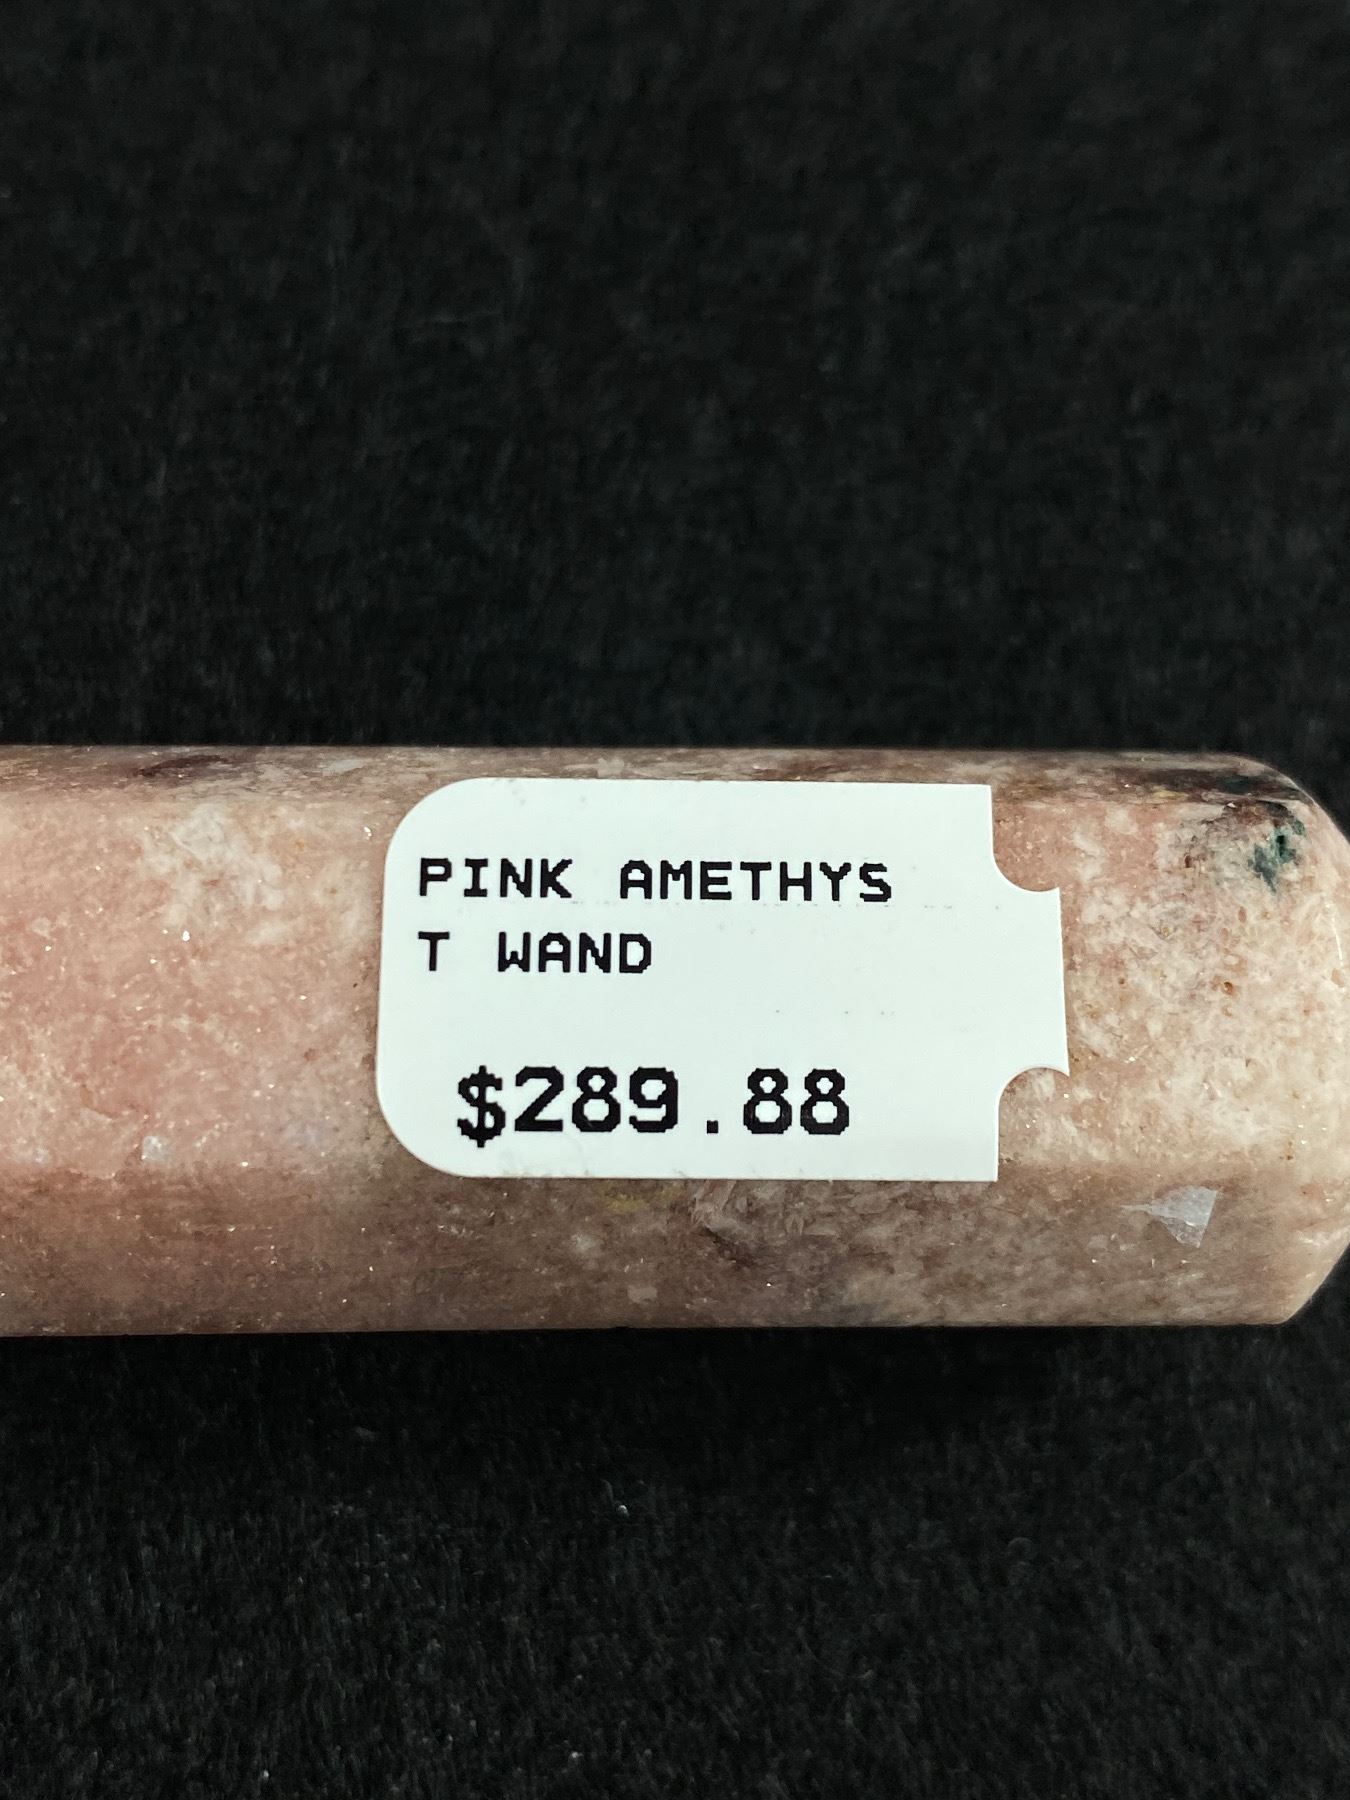 PINK AMETHYS
T WAND
$289.88